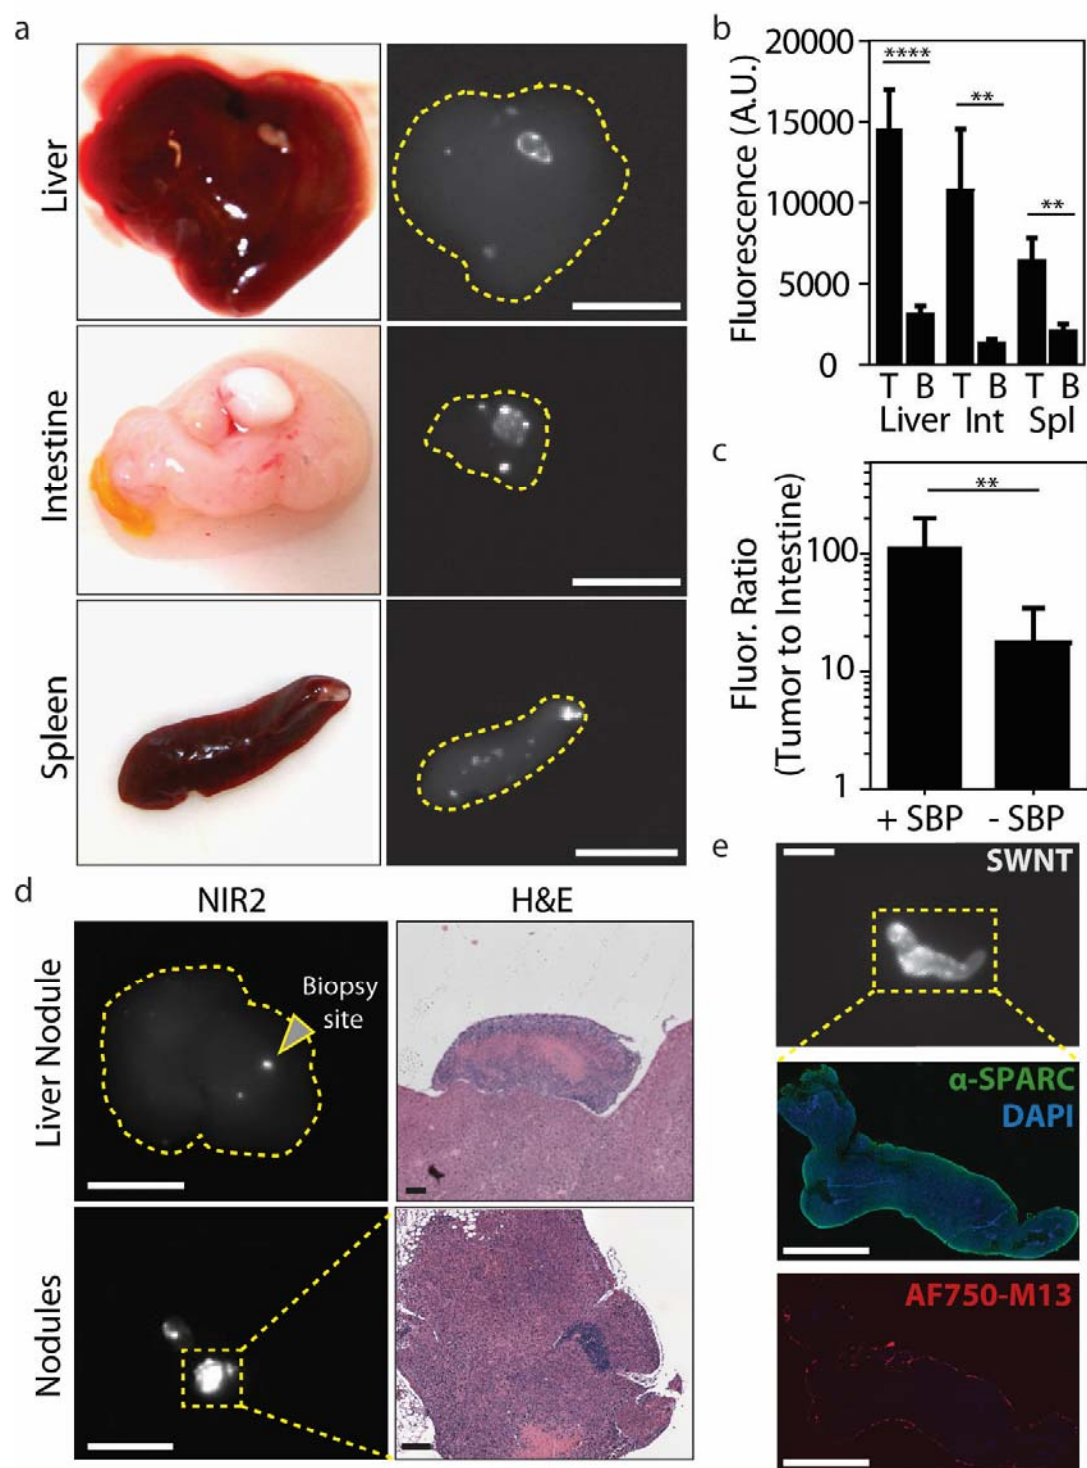 a
Liver
Intestine
Spleen
b
Fluorescence (A.U.)
20000
15000
10000
5000
0
****
**
**
T B T B T B
Liver Int Spl
c
Fluor. Ratio
(Tumor to Intestine)
100
10
1
**
+ SBP - SBP
d
NIR2 H&E
Liver Nodule
Biopsy
site
Nodules
e
SWNT
α-SPARC
DAPI
AF750-M13